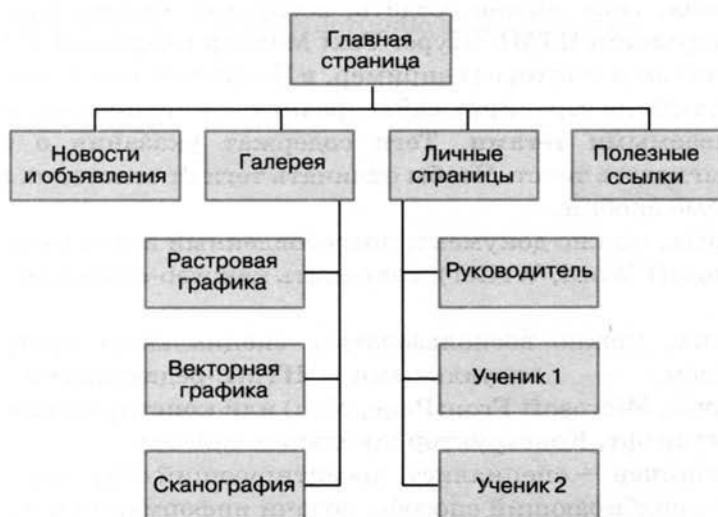 Главная
страница
Новости
и объявления
Галерея
Личные
страницы
Полезные
ссылки
Растровая
графика
Руководитель
Векторная
графика
Ученик 1
Сканография
Ученик 2